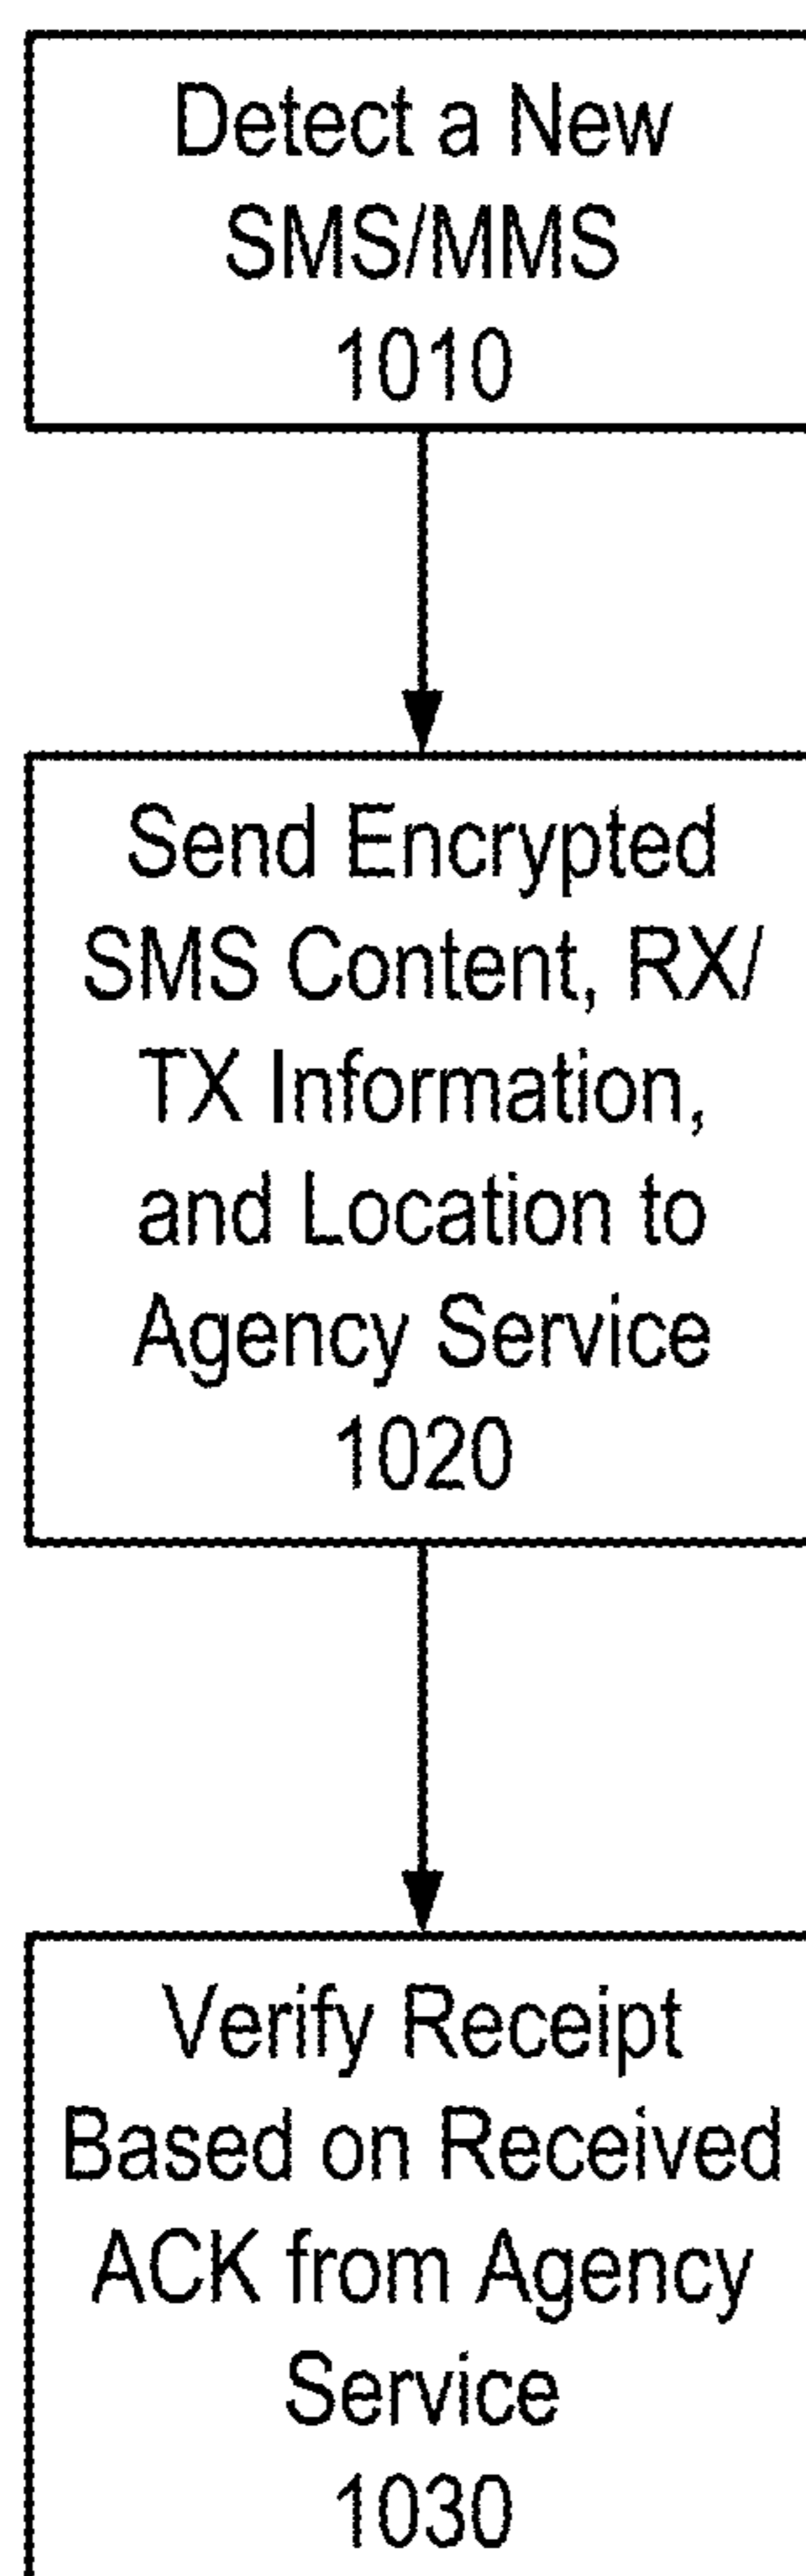 Detect a New
SMS/MMS
1010
Send Encrypted
SMS Content, RX/
TX Information,
and Location to
Agency Service
1020
Verify Receipt
Based on Received
ACK from Agency
Service
1030